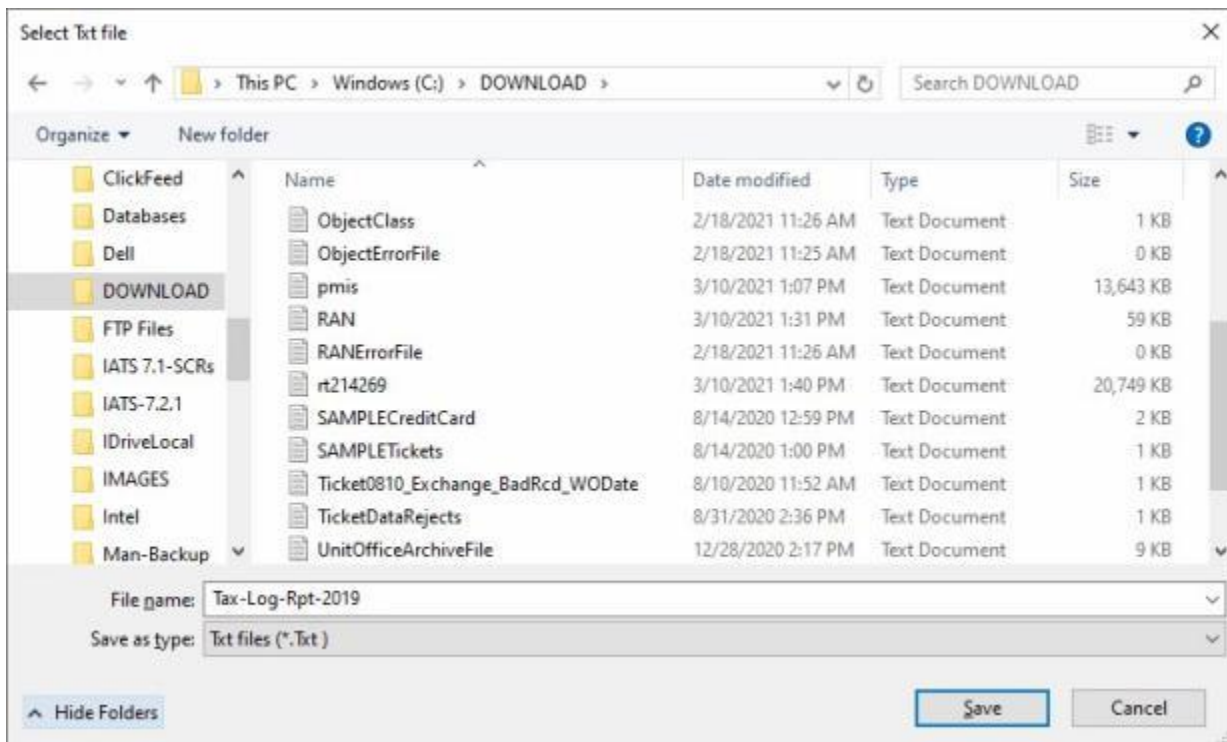 Select Txt file
This PC > Windows (C:) > DOWNLOAD >
Search DOWNLOAD
Organize New folder
?
ClickFeed
Databases
Dell
DOWNLOAD
FTP Files
IATS 7.1-SCRs
IATS-7.2.1
IDriveLocal
IMAGES
Intel
Man-Backup
Name Date modified Type Size
ObjectClass 2/18/2021 11:26 AM Text Document 1 KB
ObjectErrorFile 2/18/2021 11:25 AM Text Document 0 KB
pmis 3/10/2021 1:07 PM Text Document 13,643 KB
RAN 3/10/2021 1:31 PM Text Document 59 KB
RANErrorFile 2/18/2021 11:26 AM Text Document 0 KB
rt214269 3/10/2021 1:40 PM Text Document 20,749 KB
SAMPLECreditCard 8/14/2020 12:59 PM Text Document 2 KB
SAMPLETickets 8/14/2020 1:00 PM Text Document 1 KB
Ticket0810_Exchange_BadRcd_WODate 8/10/2020 11:52 AM Text Document 1 KB
TicketDataRejects 8/31/2020 2:36 PM Text Document 1 KB
UnitOfficeArchiveFile 12/28/2020 2:17 PM Text Document 9 KB
File name: Tax-Log-Rpt-2019
Save as type: Txt files (*.Txt )
Hide Folders
Save
Cancel